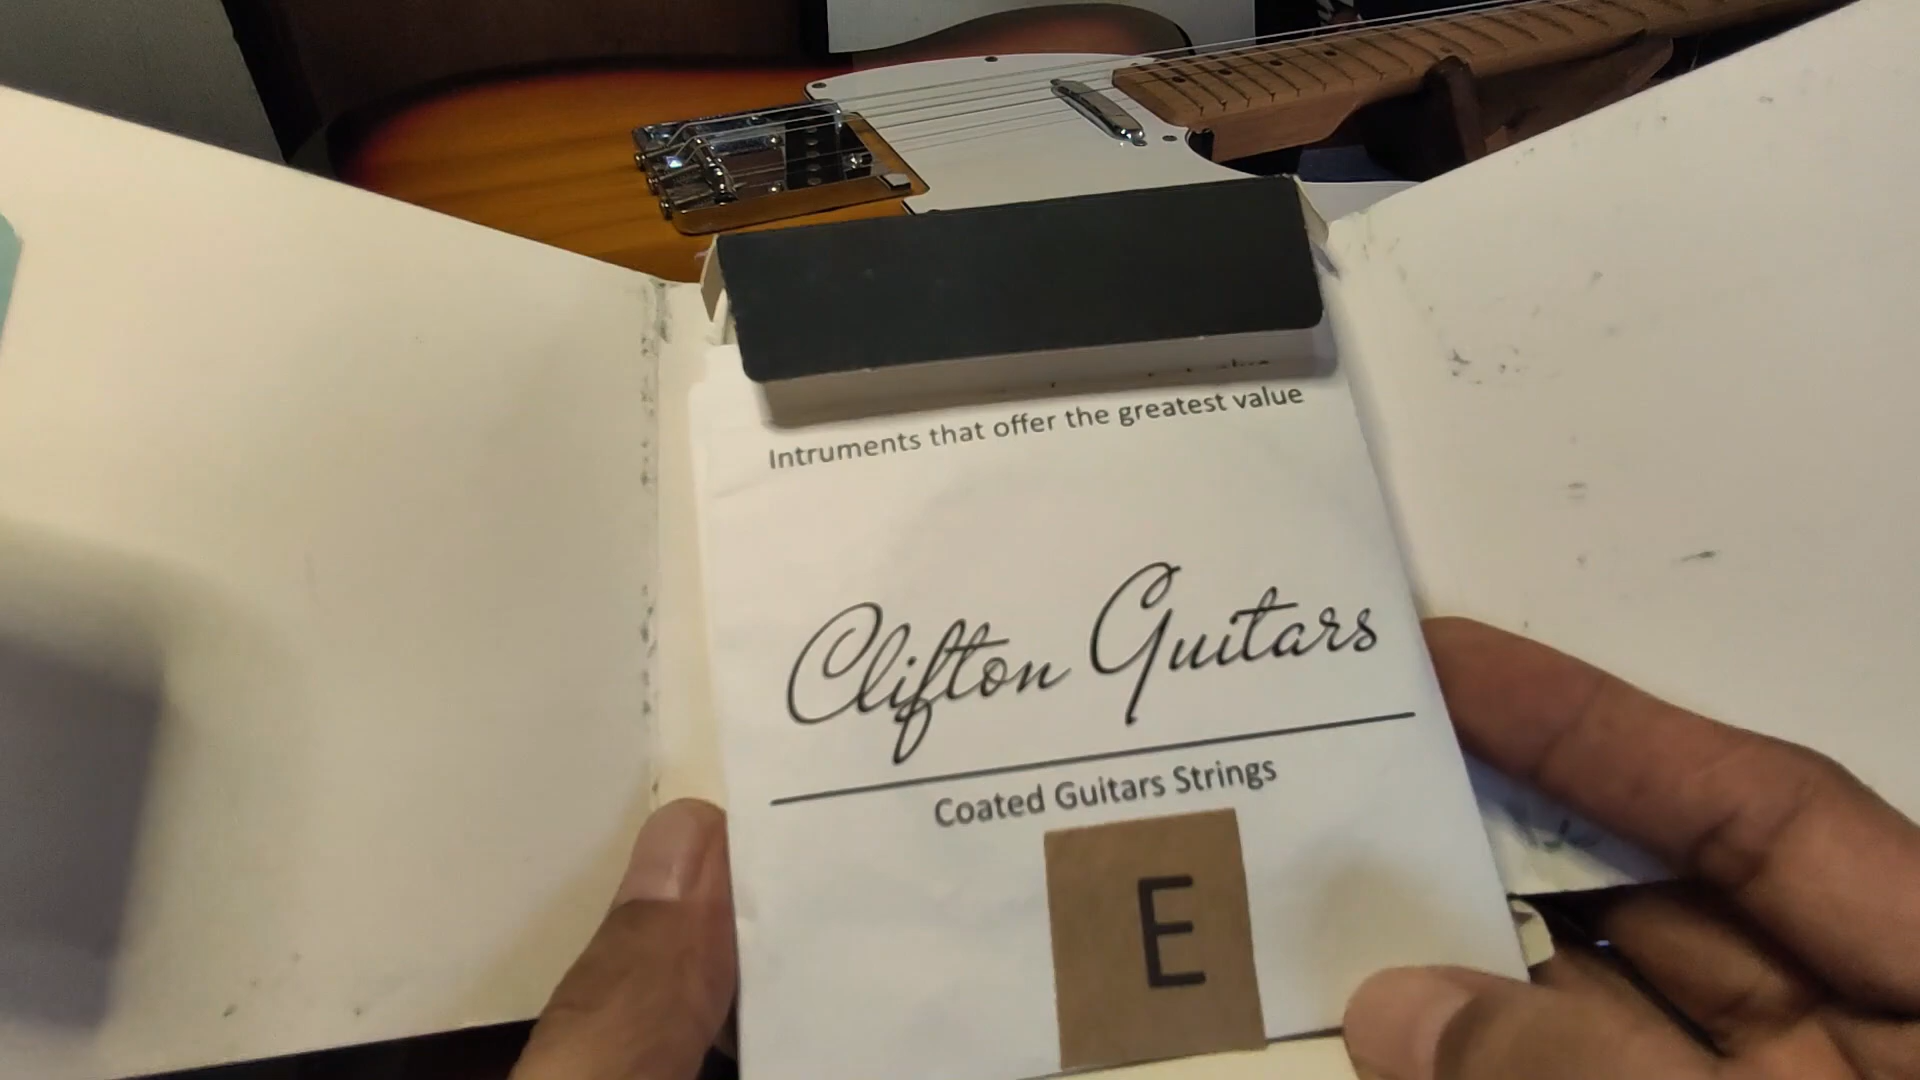 Intruments that offer the greatest value
Clifton Guitars
Coated Guitars Strings
E